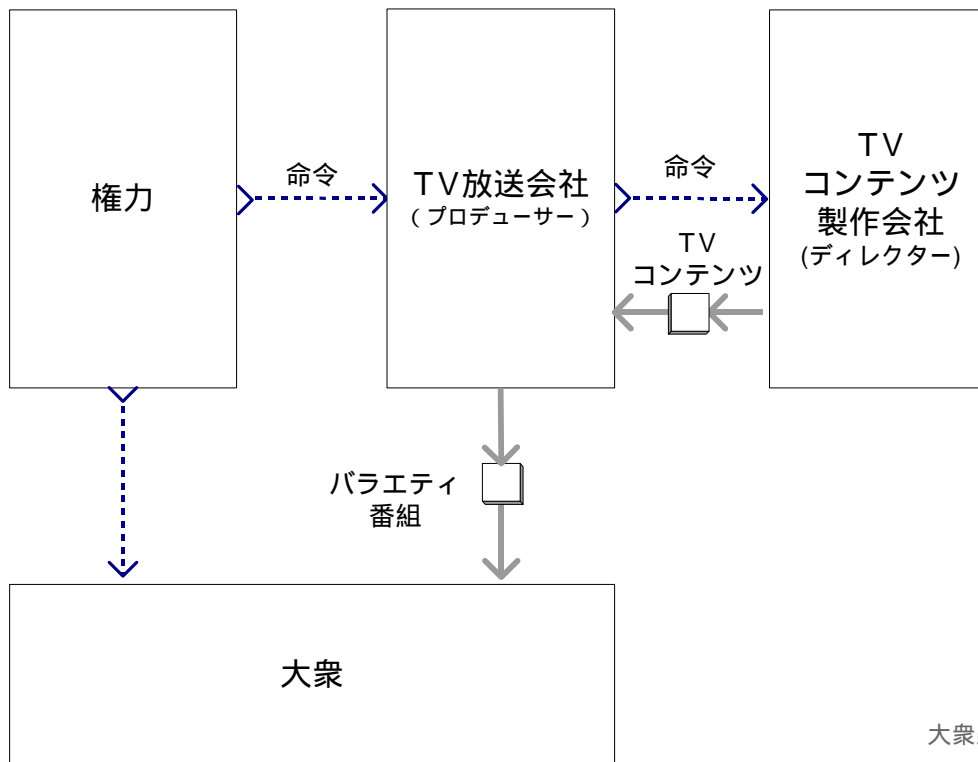 権力
命令
TV放送会社
(プロデューサー)
命令
TV
コンテンツ
製作会社
(ディレクター)
TV
コンテンツ
バラエティ
番組
大衆
大衆